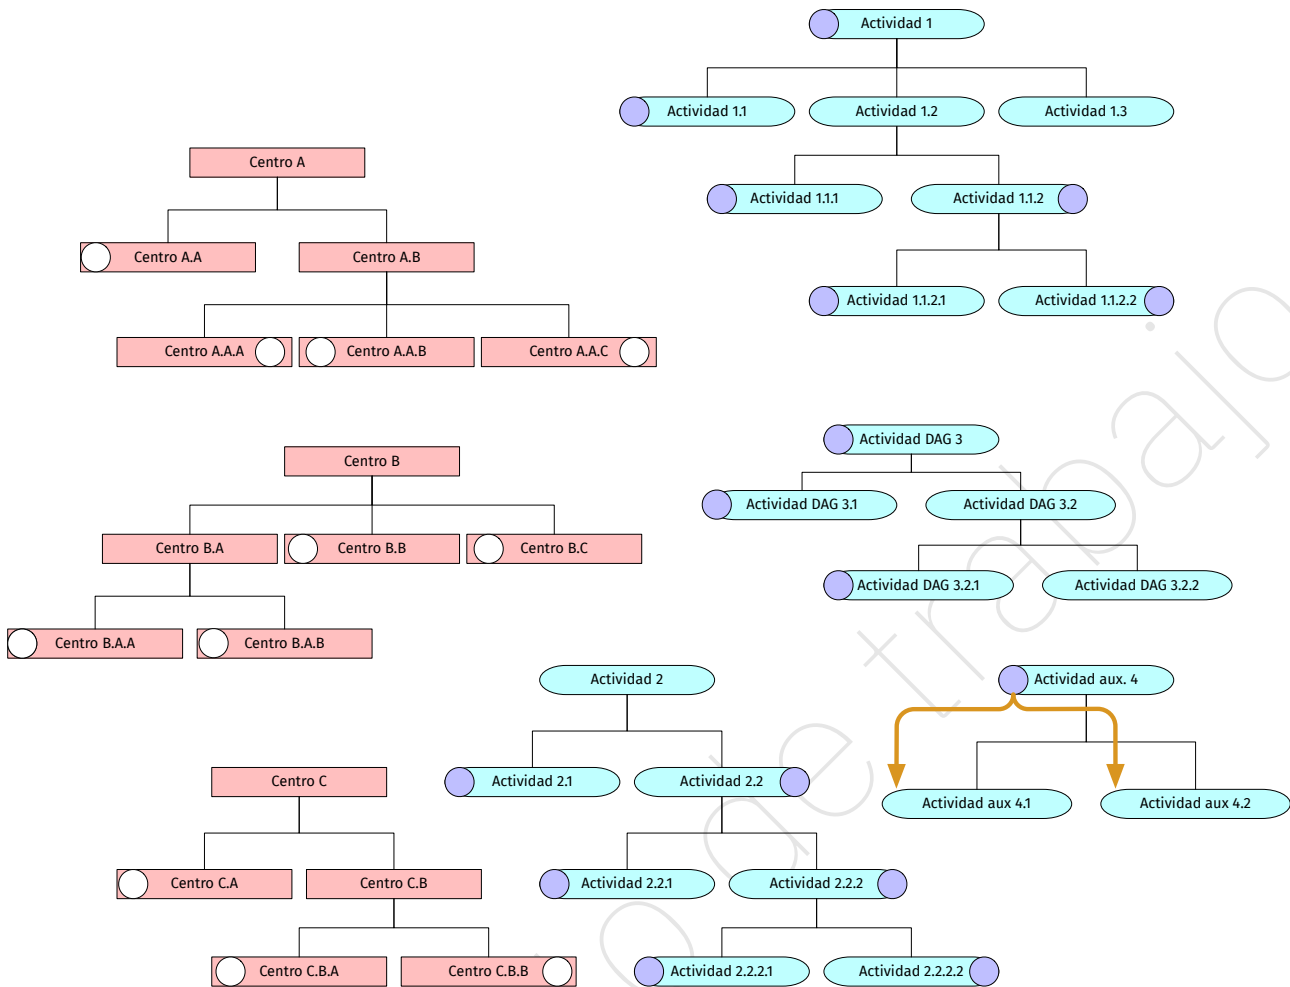 Actividad 1
Actividad 1.1
Actividad 1.2
Actividad 1.3
Centro A
Actividad 1.1.1
Actividad 1.1.2
Centro A.A
Centro A.B
Actividad 1.1.2.1
Actividad 1.1.2.2
Centro A.A.A
Centro A.A.B
Centro A.A.C
Actividad DAG 3
Centro B
Actividad DAG 3.1
Actividad DAG 3.2
Centro B.A
Centro B.B
Centro B.C
Actividad DAG 3.2.1
Actividad DAG 3.2.2
Centro B.A.A
Centro B.A.B
Actividad 2
Actividad aux. 4
Centro C
Actividad 2.1
Actividad 2.2
Actividad aux 4.1
Actividad aux 4.2
Centro C.A
Centro C.B
Actividad 2.2.1
Actividad 2.2.2
Centro C.B.A
Centro C.B.B
Actividad 2.2.2.1
Actividad 2.2.2.2
de trabajo